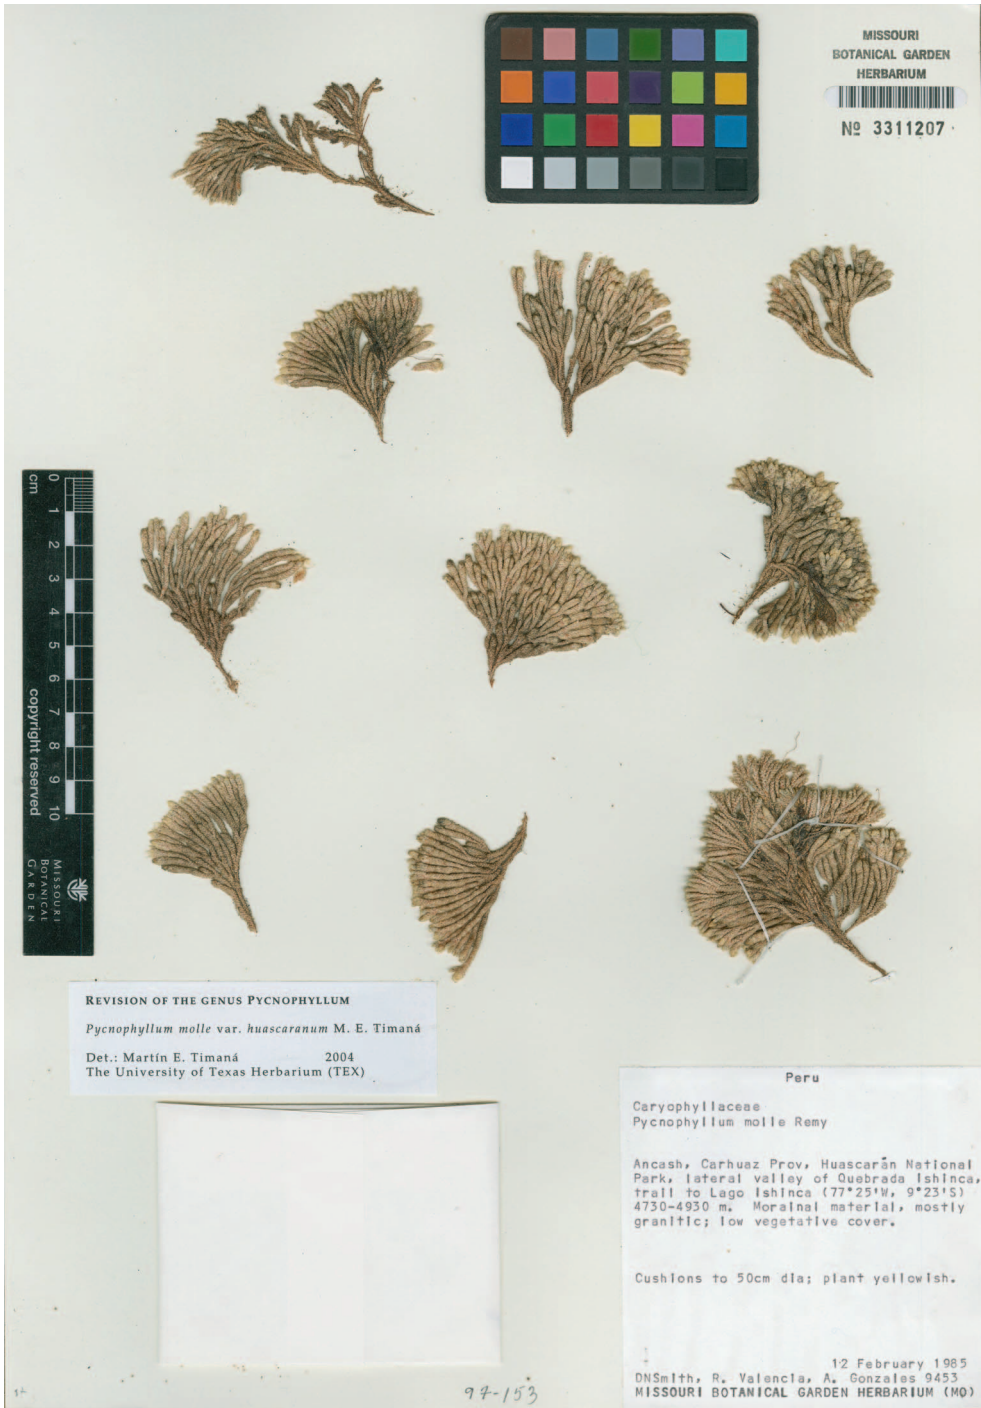 MISSOURI
BOTANICAL GARDEN
HERBARIUM
No 3311207
0
cm
1
2
3
4
5
6
7
8
9
10
copyright reserved
MISSOURI
BOTANICAL
GARDEN
REVISION OF THE GENUS PYCNOPHYLLUM
Pycnophyllum molle var. huascaranum M. E. Timaná
Det.: Martín E. Timaná 2004
The University of Texas Herbarium (TEX)
Peru
Caryophyllaceae
Pycnophyllum molle Remy
Ancash, Carhuaz Prov, Huascarán National
Park, lateral valley of Quebrada Ishinca,
trail to Lago Ishinca (77°25'W, 9°23'S)
4730-4930 m. Morainal material, mostly
granitic; low vegetative cover.
Cushions to 50cm dia; plant yellowish.
12 February 1985
DNSmith, R. Valencia, A. Gonzales 9453
MISSOURI BOTANICAL GARDEN HERBARIUM (MO)
97-153